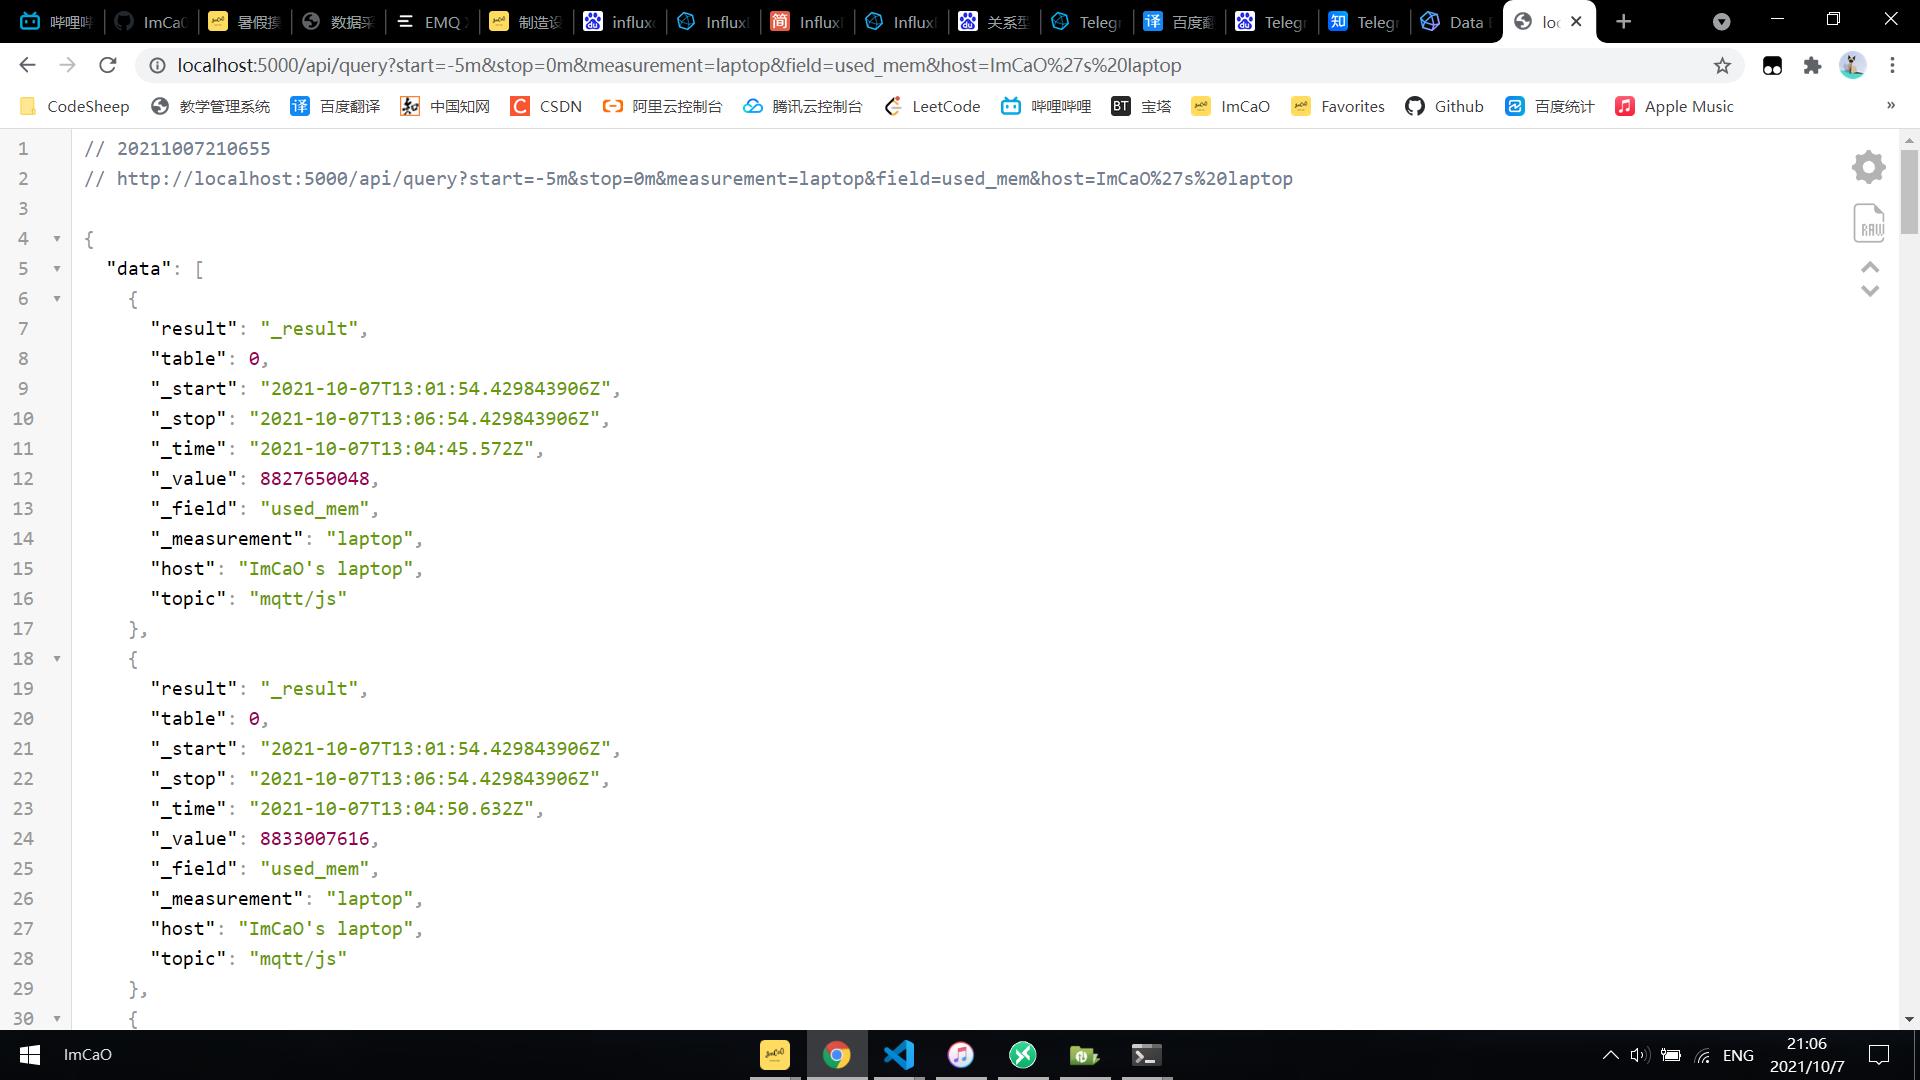 哔哩哔 ImCaO 暑假摸 数据采 EMQ X 制造设 influx InfluxD InfluxD InfluxD 关系型 Telegr 百度翻 Telegr Telegr Data E loc
localhost:5000/api/query?start=-5m&stop=0m&measurement=laptop&field=used_mem&host=ImCaO%27s%20laptop
CodeSheep 教学管理系统 百度翻译 中国知网 CSDN 阿里云控制台 腾讯云控制台 LeetCode 哔哩哔哩 宝塔 ImCaO Favorites Github 百度统计 Apple Music »
1 // 20211007210655
2 // http://localhost:5000/api/query?start=-5m&stop=0m&measurement=laptop&field=used_mem&host=ImCaO%27s%20laptop
3
4 {
5 "data": [
6 {
7 "result": "_result",
8 "table": 0,
9 "_start": "2021-10-07T13:01:54.429843906Z",
10 "_stop": "2021-10-07T13:06:54.429843906Z",
11 "_time": "2021-10-07T13:04:45.572Z",
12 "_value": 8827650048,
13 "_field": "used_mem",
14 "_measurement": "laptop",
15 "host": "ImCaO's laptop",
16 "topic": "mqtt/js"
17 },
18 {
19 "result": "_result",
20 "table": 0,
21 "_start": "2021-10-07T13:01:54.429843906Z",
22 "_stop": "2021-10-07T13:06:54.429843906Z",
23 "_time": "2021-10-07T13:04:50.632Z",
24 "_value": 8833007616,
25 "_field": "used_mem",
26 "_measurement": "laptop",
27 "host": "ImCaO's laptop",
28 "topic": "mqtt/js"
29 },
30 {
RAW
ImCaO
ENG
21:06
2021/10/7